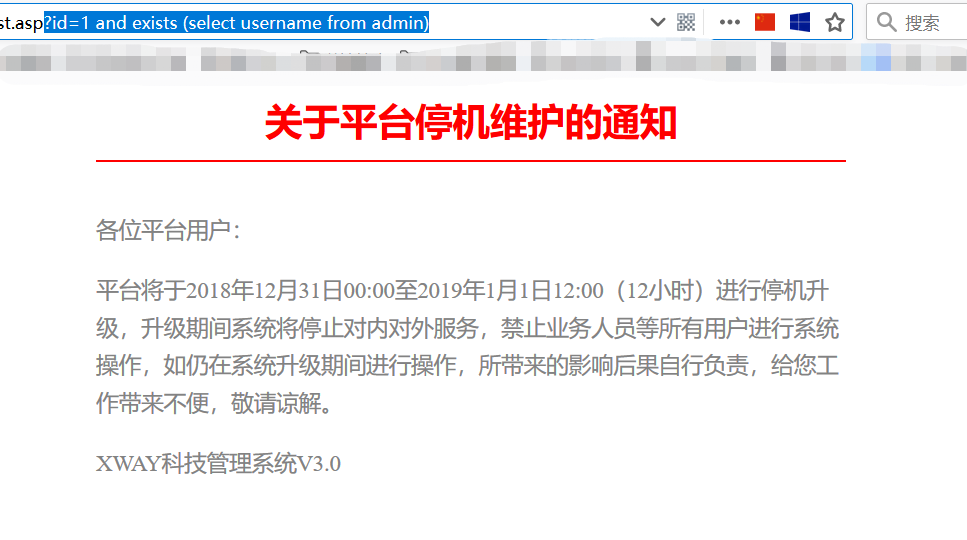 st.asp?id=1 and exists (select username from admin)
搜索
关于平台停机维护的通知
各位平台用户：
平台将于2018年12月31日00:00至2019年1月1日12:00（12小时）进行停机升
级，升级期间系统将停止对内对外服务，禁止业务人员等所有用户进行系统
操作，如仍在系统升级期间进行操作，所带来的影响后果自行负责，给您工
作带来不便，敬请谅解。
XWAY科技管理系统V3.0